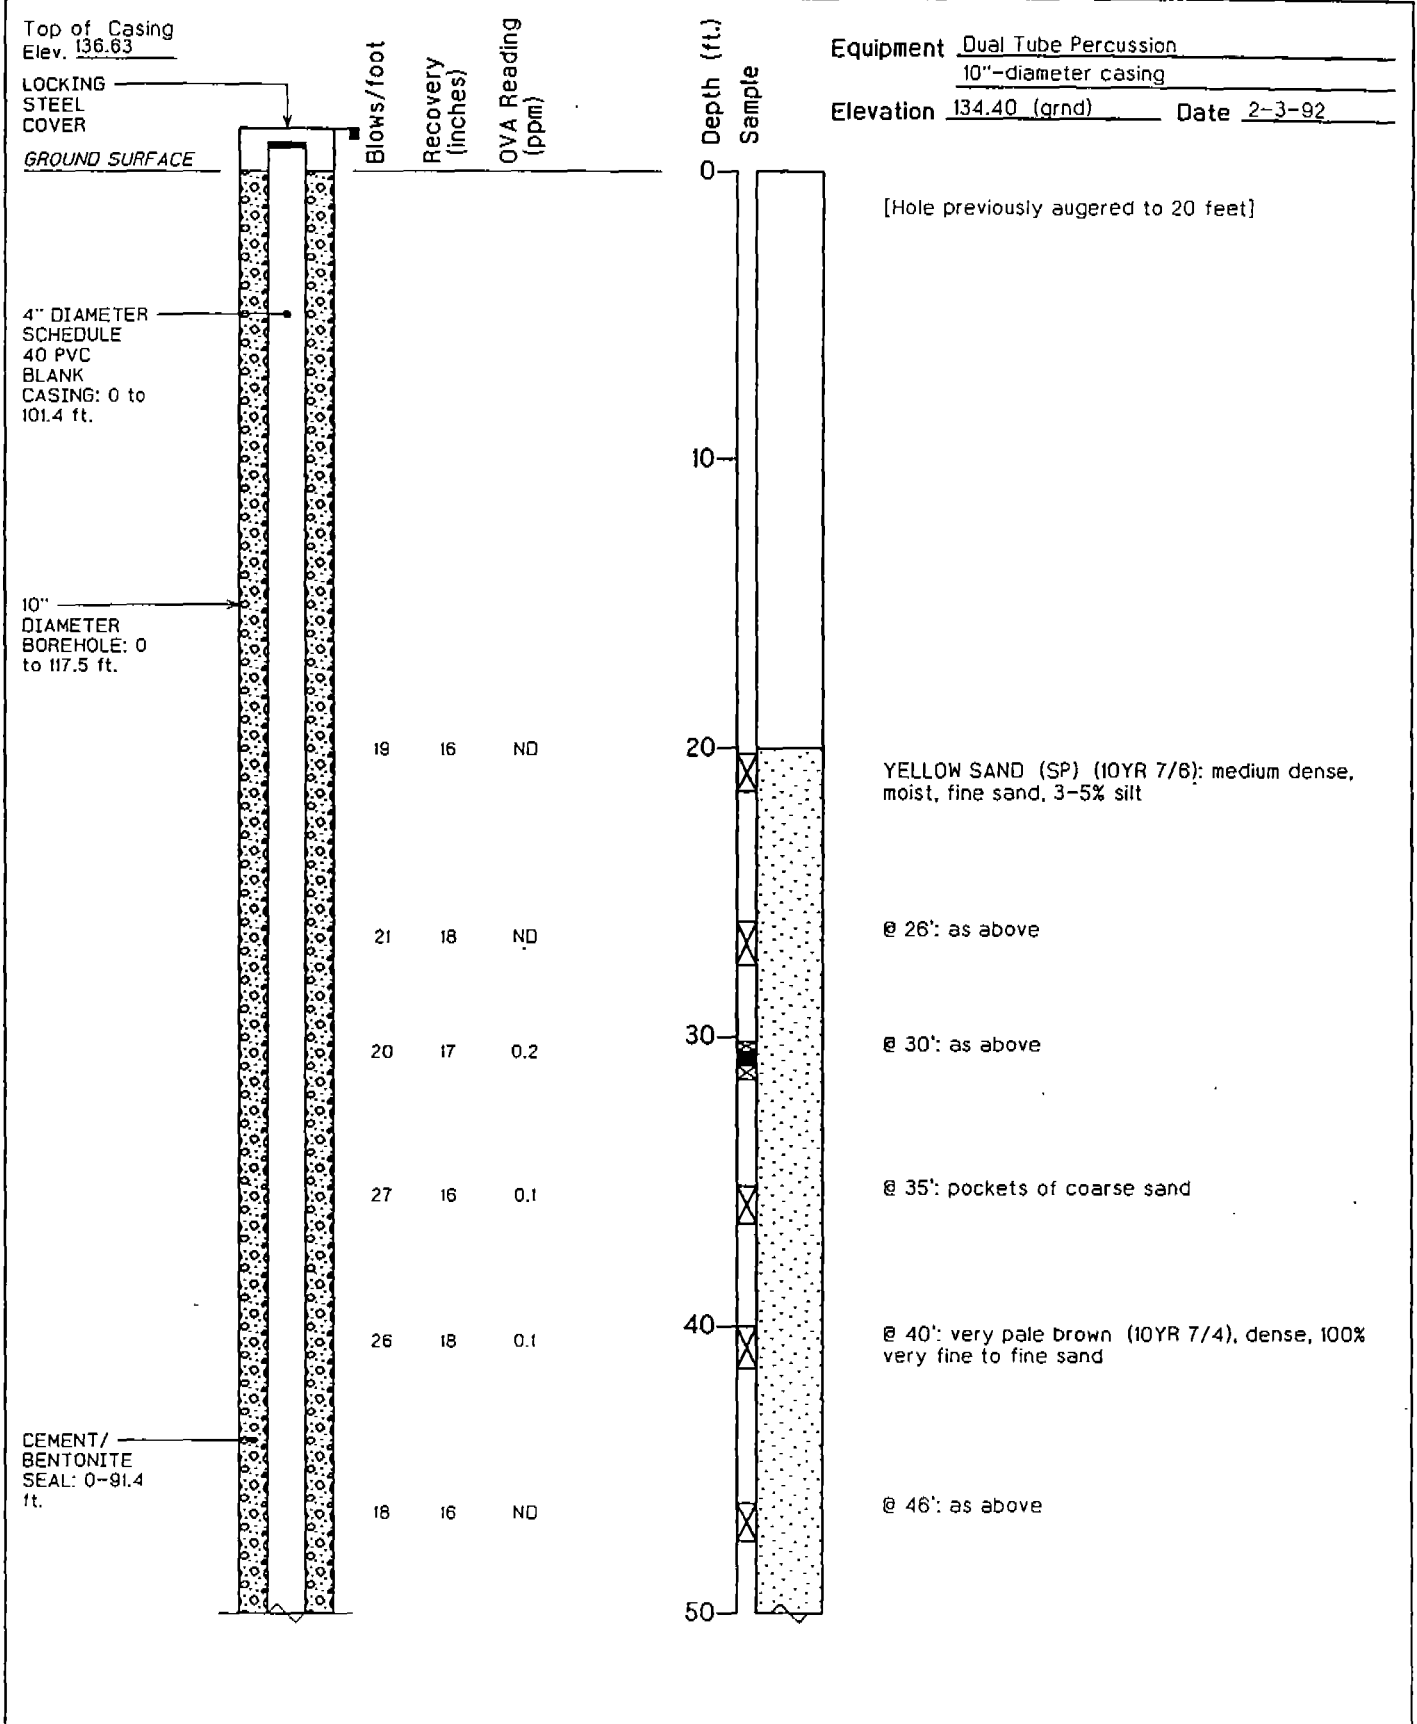 Top of Casing
Elev. 136.63
LOCKING
STEEL
COVER
GROUND SURFACE
Blows/foot
Recovery
(inches)
OVA Reading
(ppm)
Depth (ft.)
Sample
Equipment Dual Tube Percussion
10"-diameter casing
Elevation 134.40 (grnd) Date 2-3-92
0
[Hole previously augered to 20 feet]
4" DIAMETER
SCHEDULE
40 PVC
BLANK
CASING: 0 to
101.4 ft.
10
10"
DIAMETER
BOREHOLE: 0
to 117.5 ft.
19 16 ND
20
YELLOW SAND (SP) (10YR 7/6): medium dense,
moist, fine sand, 3-5% silt
21 18 ND
@ 26': as above
30
20 17 0.2
@ 30': as above
27 16 0.1
@ 35': pockets of coarse sand
40
26 18 0.1
@ 40': very pale brown (10YR 7/4), dense, 100%
very fine to fine sand
CEMENT/
BENTONITE
SEAL: 0-91.4
ft.
18 16 ND
@ 46': as above
50